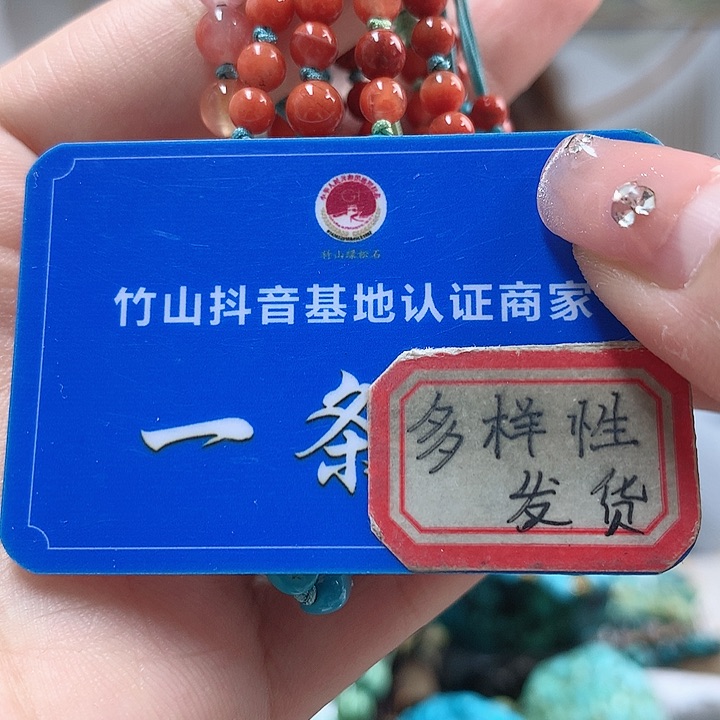 竹山绿松石
竹山抖音基地认证商家
一条
多样性
发货